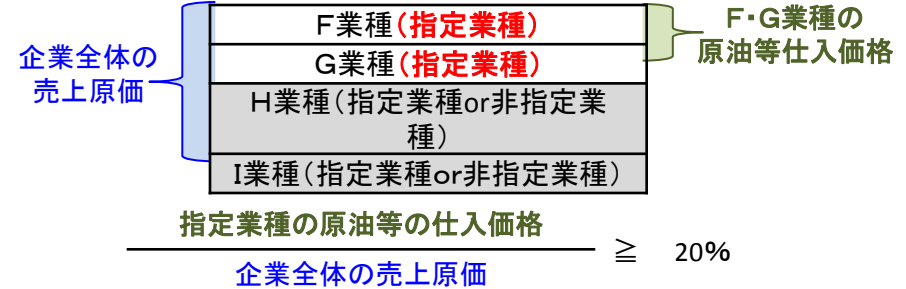 企業全体の
売上原価
F業種(指定業種)
G業種(指定業種)
H業種(指定業種or非指定業
種)
I業種(指定業種or非指定業種)
F・G業種の
原油等仕入価格
指定業種の原油等の仕入価格
企業全体の売上原価
≧ 20%